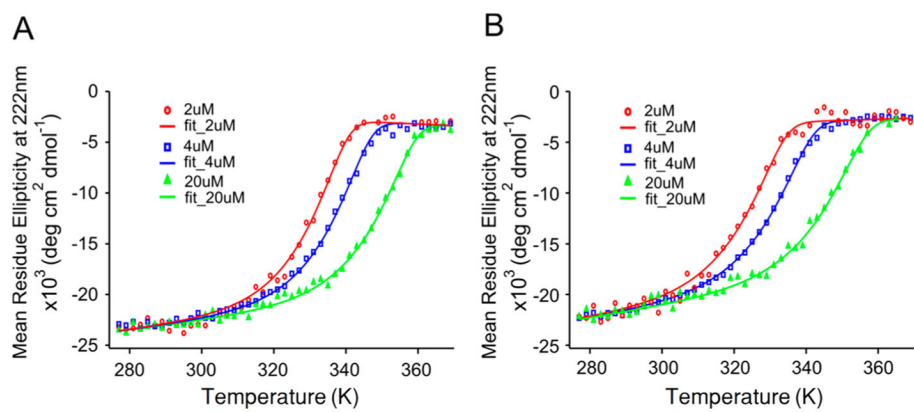 A
Mean Residue Ellipticity at 222nm
x10³ (deg cm² dmol⁻¹)
0
-5
-10
-15
-20
-25
2uM
fit_2uM
4uM
fit_4uM
20uM
fit_20uM
280 300 320 340 360
Temperature (K)
B
Mean Residue Ellipticity at 222nm
x10³ (deg cm² dmol⁻¹)
0
-5
-10
-15
-20
-25
2uM
fit_2uM
4uM
fit_4uM
20uM
fit_20uM
280 300 320 340 360
Temperature (K)